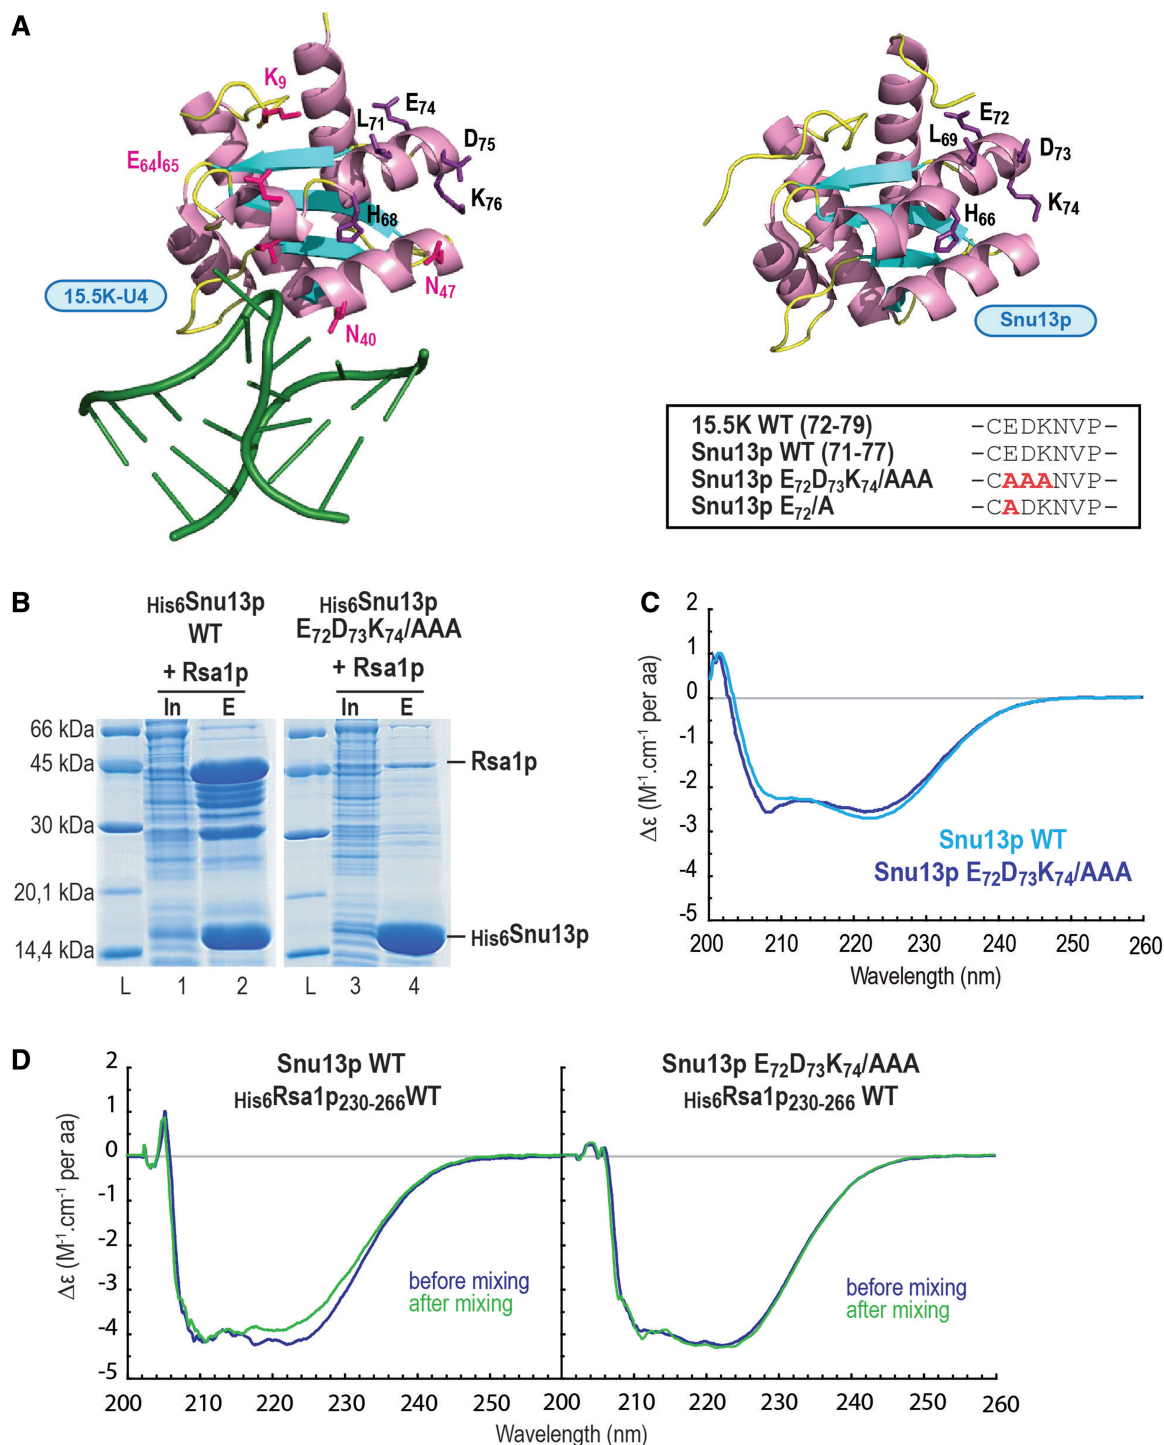 A
K9
L71
E74
D75
E64I65
K76
H68
N47
15.5K-U4
N40
E72
L69
D73
K74
H66
Snu13p
15.5K WT (72-79) -CEDKNVP-
Snu13p WT (71-77) -CEDKNVP-
Snu13p E72D73K74/AAA -CAAANVP-
Snu13p E72/A -CADKNVP-
B
His6Snu13p WT + Rsa1p
His6Snu13p E72D73K74/AAA + Rsa1p
In E In E
66 kDa
45 kDa
30 kDa
20,1 kDa
14,4 kDa
Rsa1p
His6Snu13p
L 1 2 L 3 4
C
2
1
0
-1
-2
-3
-4
-5
Δε (M-1.cm-1 per aa)
Snu13p WT
Snu13p E72D73K74/AAA
200 210 220 230 240 250 260
Wavelength (nm)
D
Snu13p WT
His6Rsa1p230-266WT
Snu13p E72D73K74/AAA
His6Rsa1p230-266 WT
2
1
0
-1
-2
-3
-4
-5
Δε (M-1.cm-1 per aa)
before mixing
after mixing
before mixing
after mixing
200 210 220 230 240 250 200 210 220 230 240 250 260
Wavelength (nm)